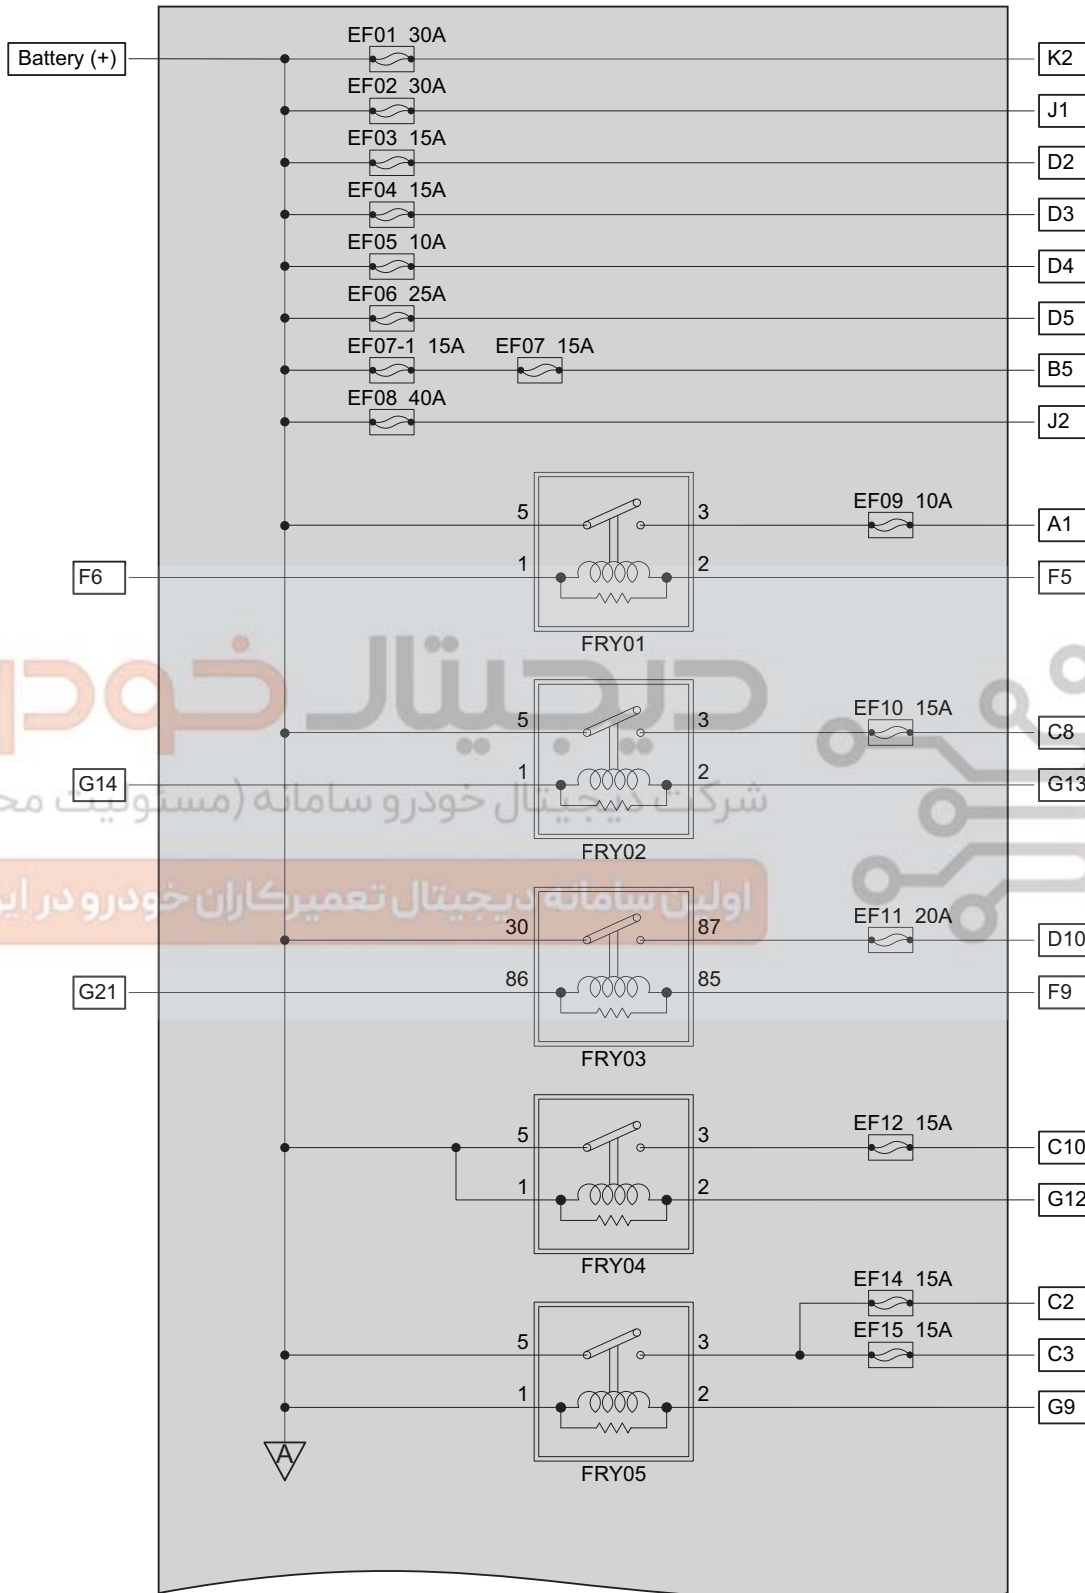 EF01 30A
Battery (+)
K2
EF02 30A
J1
EF03 15A
D2
EF04 15A
D3
EF05 10A
D4
EF06 25A
D5
EF07-1 15A EF07 15A
B5
EF08 40A
J2
5 3 EF09 10A
A1
F6 1 2 F5
FRY01
دیجیتال خودر
5 3 EF10 15A
C8
G14 1 2 G13
شرکت دیجیتال خودرو سامانه (مسئولیت مح
FRY02
اولین سامانه دیجیتال تعمیرکاران خودرو در ایر
30 87 EF11 20A
D10
G21 86 85 F9
FRY03
5 3 EF12 15A
C10
1 2 G12
FRY04
EF14 15A
C2
5 3 EF15 15A
C3
1 2 G9
A
FRY05